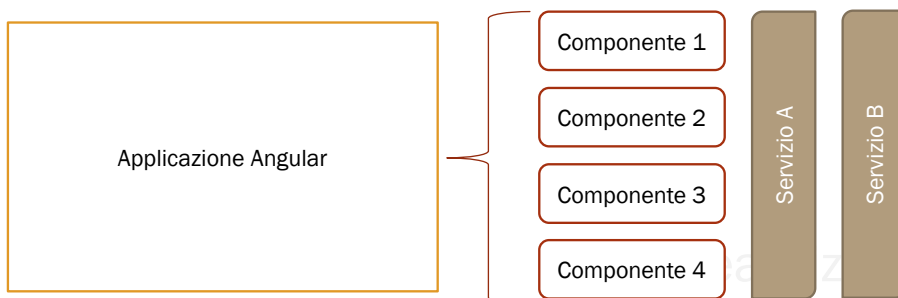 Applicazione Angular
Componente 1
Componente 2
Componente 3
Componente 4
Servizio A
Servizio B